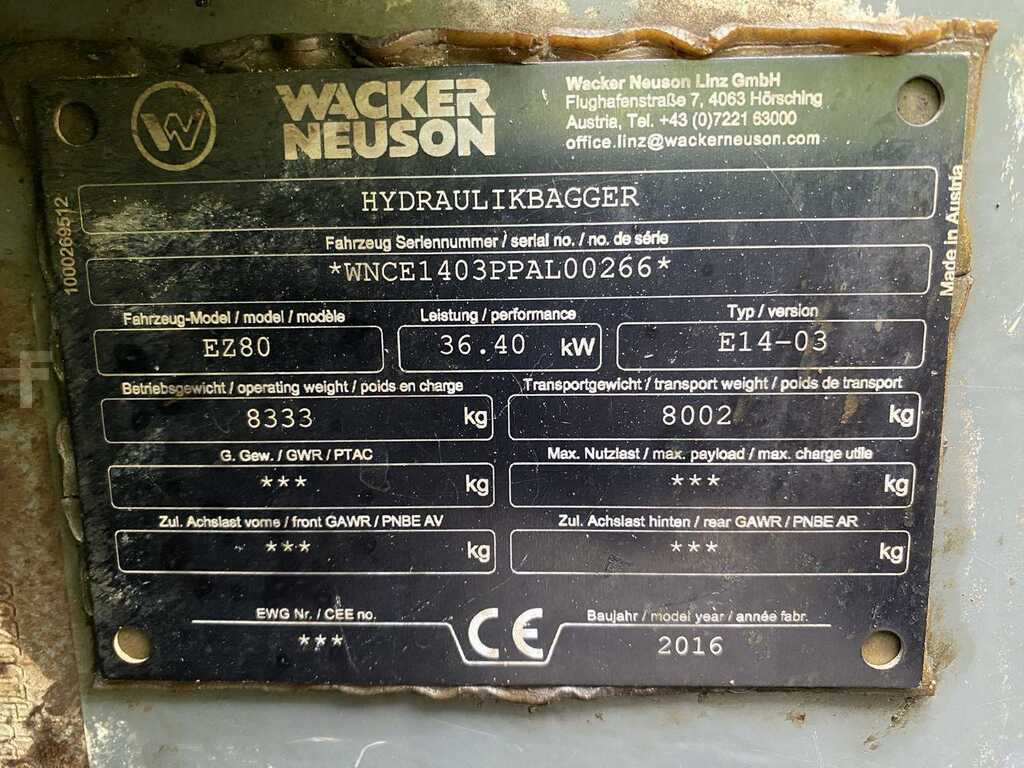 W
WACKER
NEUSON
Wacker Neuson Linz GmbH
Flughafenstraße 7, 4063 Hörsching
Austria, Tel. +43 (0)7221 63000
office.linz@wackerneuson.com
HYDRAULIKBAGGER
1000269512
Made in Austria
Fahrzeug Seriennummer / serial no. / no. de série
*WNCE1403PPAL00266*
Fahrzeug-Model / model / modèle Leistung / performance Typ / version
EZ80 36.40 kW E14-03
Betriebsgewicht / operating weight / poids en charge Transportgewicht / transport weight / poids de transport
8333 kg 8002 kg
G. Gew. / GWR / PTAC Max. Nutzlast / max. payload / max. charge utile
*** kg *** kg
Zul. Achslast vorne / front GAWR / PNBE AV Zul. Achslast hinten / rear GAWR / PNBE AR
*** kg *** kg
EWG Nr. / CEE no. CE Baujahr / model year / année fabr.
*** 2016